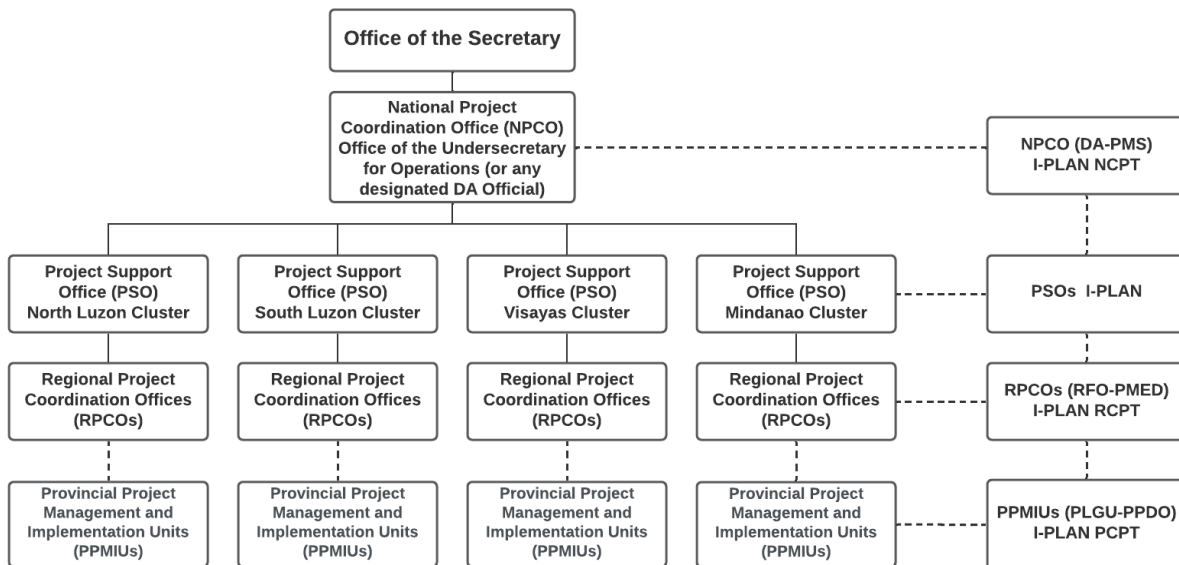 Office of the Secretary
National Project
Coordination Office (NPCO)
Office of the Undersecretary
for Operations (or any
designated DA Official)
NPCO (DA-PMS)
I-PLAN NCPT
Project Support
Office (PSO)
North Luzon Cluster
Project Support
Office (PSO)
South Luzon Cluster
Project Support
Office (PSO)
Visayas Cluster
Project Support
Office (PSO)
Mindanao Cluster
PSOs I-PLAN
Regional Project
Coordination Offices
(RPCOs)
Regional Project
Coordination Offices
(RPCOs)
Regional Project
Coordination Offices
(RPCOs)
Regional Project
Coordination Offices
(RPCOs)
RPCOs (RFO-PMED)
I-PLAN RCPT
Provincial Project
Management and
Implementation Units
(PPMIUs)
Provincial Project
Management and
Implementation Units
(PPMIUs)
Provincial Project
Management and
Implementation Units
(PPMIUs)
Provincial Project
Management and
Implementation Units
(PPMIUs)
PPMIUs (PLGU-PPDO)
I-PLAN PCPT